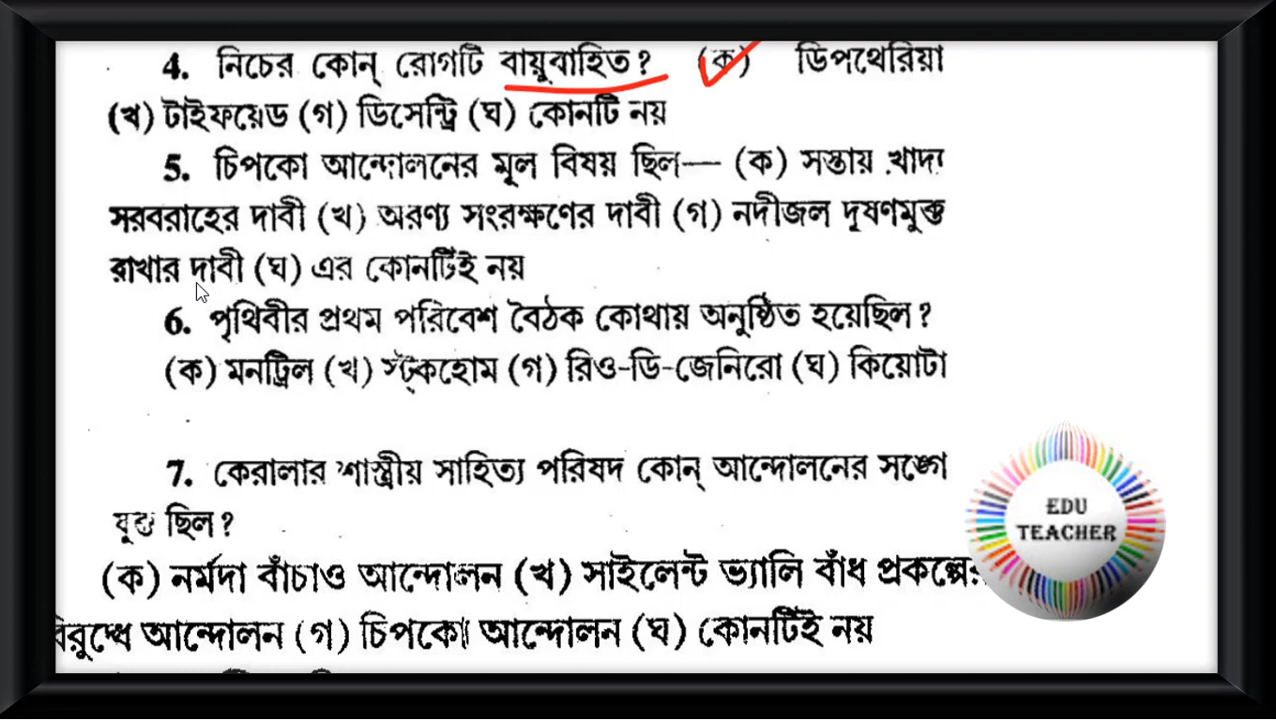 4. নিচের কোন্ রোগটি বায়ুবাহিত? (ক) ডিপথেরিয়া
(খ) টাইফয়েড (গ) ডিসেন্ট্রি (ঘ) কোনটি নয়
5. চিপকো আন্দোলনের মূল বিষয় ছিল— (ক) সস্তায় খাদ্য
সরবরাহের দাবী (খ) অরণ্য সংরক্ষণের দাবী (গ) নদীজল দূষণমুক্ত
রাখার দাবী (ঘ) এর কোনটিই নয়
6. পৃথিবীর প্রথম পরিবেশ বৈঠক কোথায় অনুষ্ঠিত হয়েছিল?
(ক) মনট্রিল (খ) স্টকহোম (গ) রিও-ডি-জেনিরো (ঘ) কিয়োটা
7. কেরালার শাস্ত্রীয় সাহিত্য পরিষদ কোন্ আন্দোলনের সঙ্গে
যুক্ত ছিল?
(ক) নর্মদা বাঁচাও আন্দোলন (খ) সাইলেন্ট ভ্যালি বাঁধ প্রকল্পের
বিরুদ্ধে আন্দোলন (গ) চিপকো আন্দোলন (ঘ) কোনটিই নয়
EDU
TEACHER